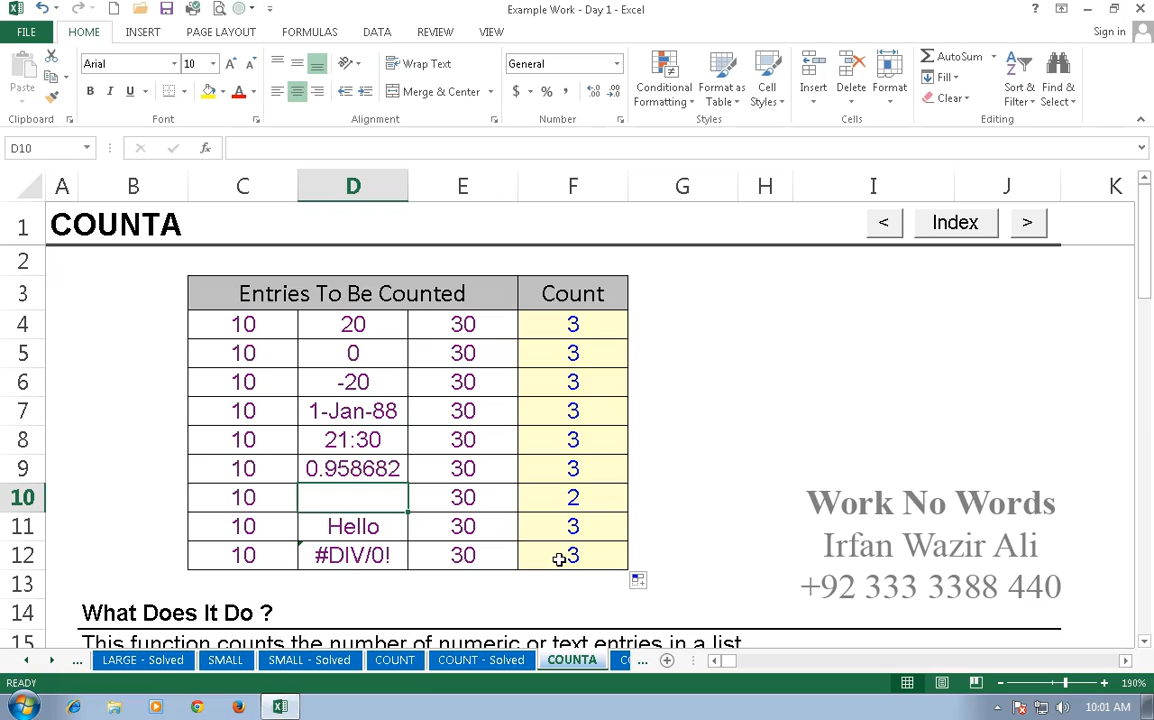 Example Work - Day 1 - Excel
? 
FILE HOME INSERT PAGE LAYOUT FORMULAS DATA REVIEW VIEW Sign in
Paste
Clipboard
Arial 10 A A
B I U A
Font
Wrap Text
Merge & Center
Alignment
General
$ % , .0 .00
Number
Conditional Formatting
Format as Table
Cell Styles
Styles
Insert
Delete
Format
Cells
AutoSum
Fill
Clear
Sort & Filter
Find & Select
Editing
D10 fx
A B C D E F G H I J K
1 COUNTA < Index >
2
3 Entries To Be Counted Count
4 10 20 30 3
5 10 0 30 3
6 10 -20 30 3
7 10 1-Jan-88 30 3
8 10 21:30 30 3
9 10 0.958682 30 3
10 10 30 2
11 10 Hello 30 3
12 10 #DIV/0! 30 3
13
14 What Does It Do ?
15 This function counts the number of numeric or text entries in a list
Work No Words
Irfan Wazir Ali
+92 333 3388 440
... LARGE - Solved SMALL SMALL - Solved COUNT COUNT - Solved COUNTA ...
READY 190%
10:01 AM